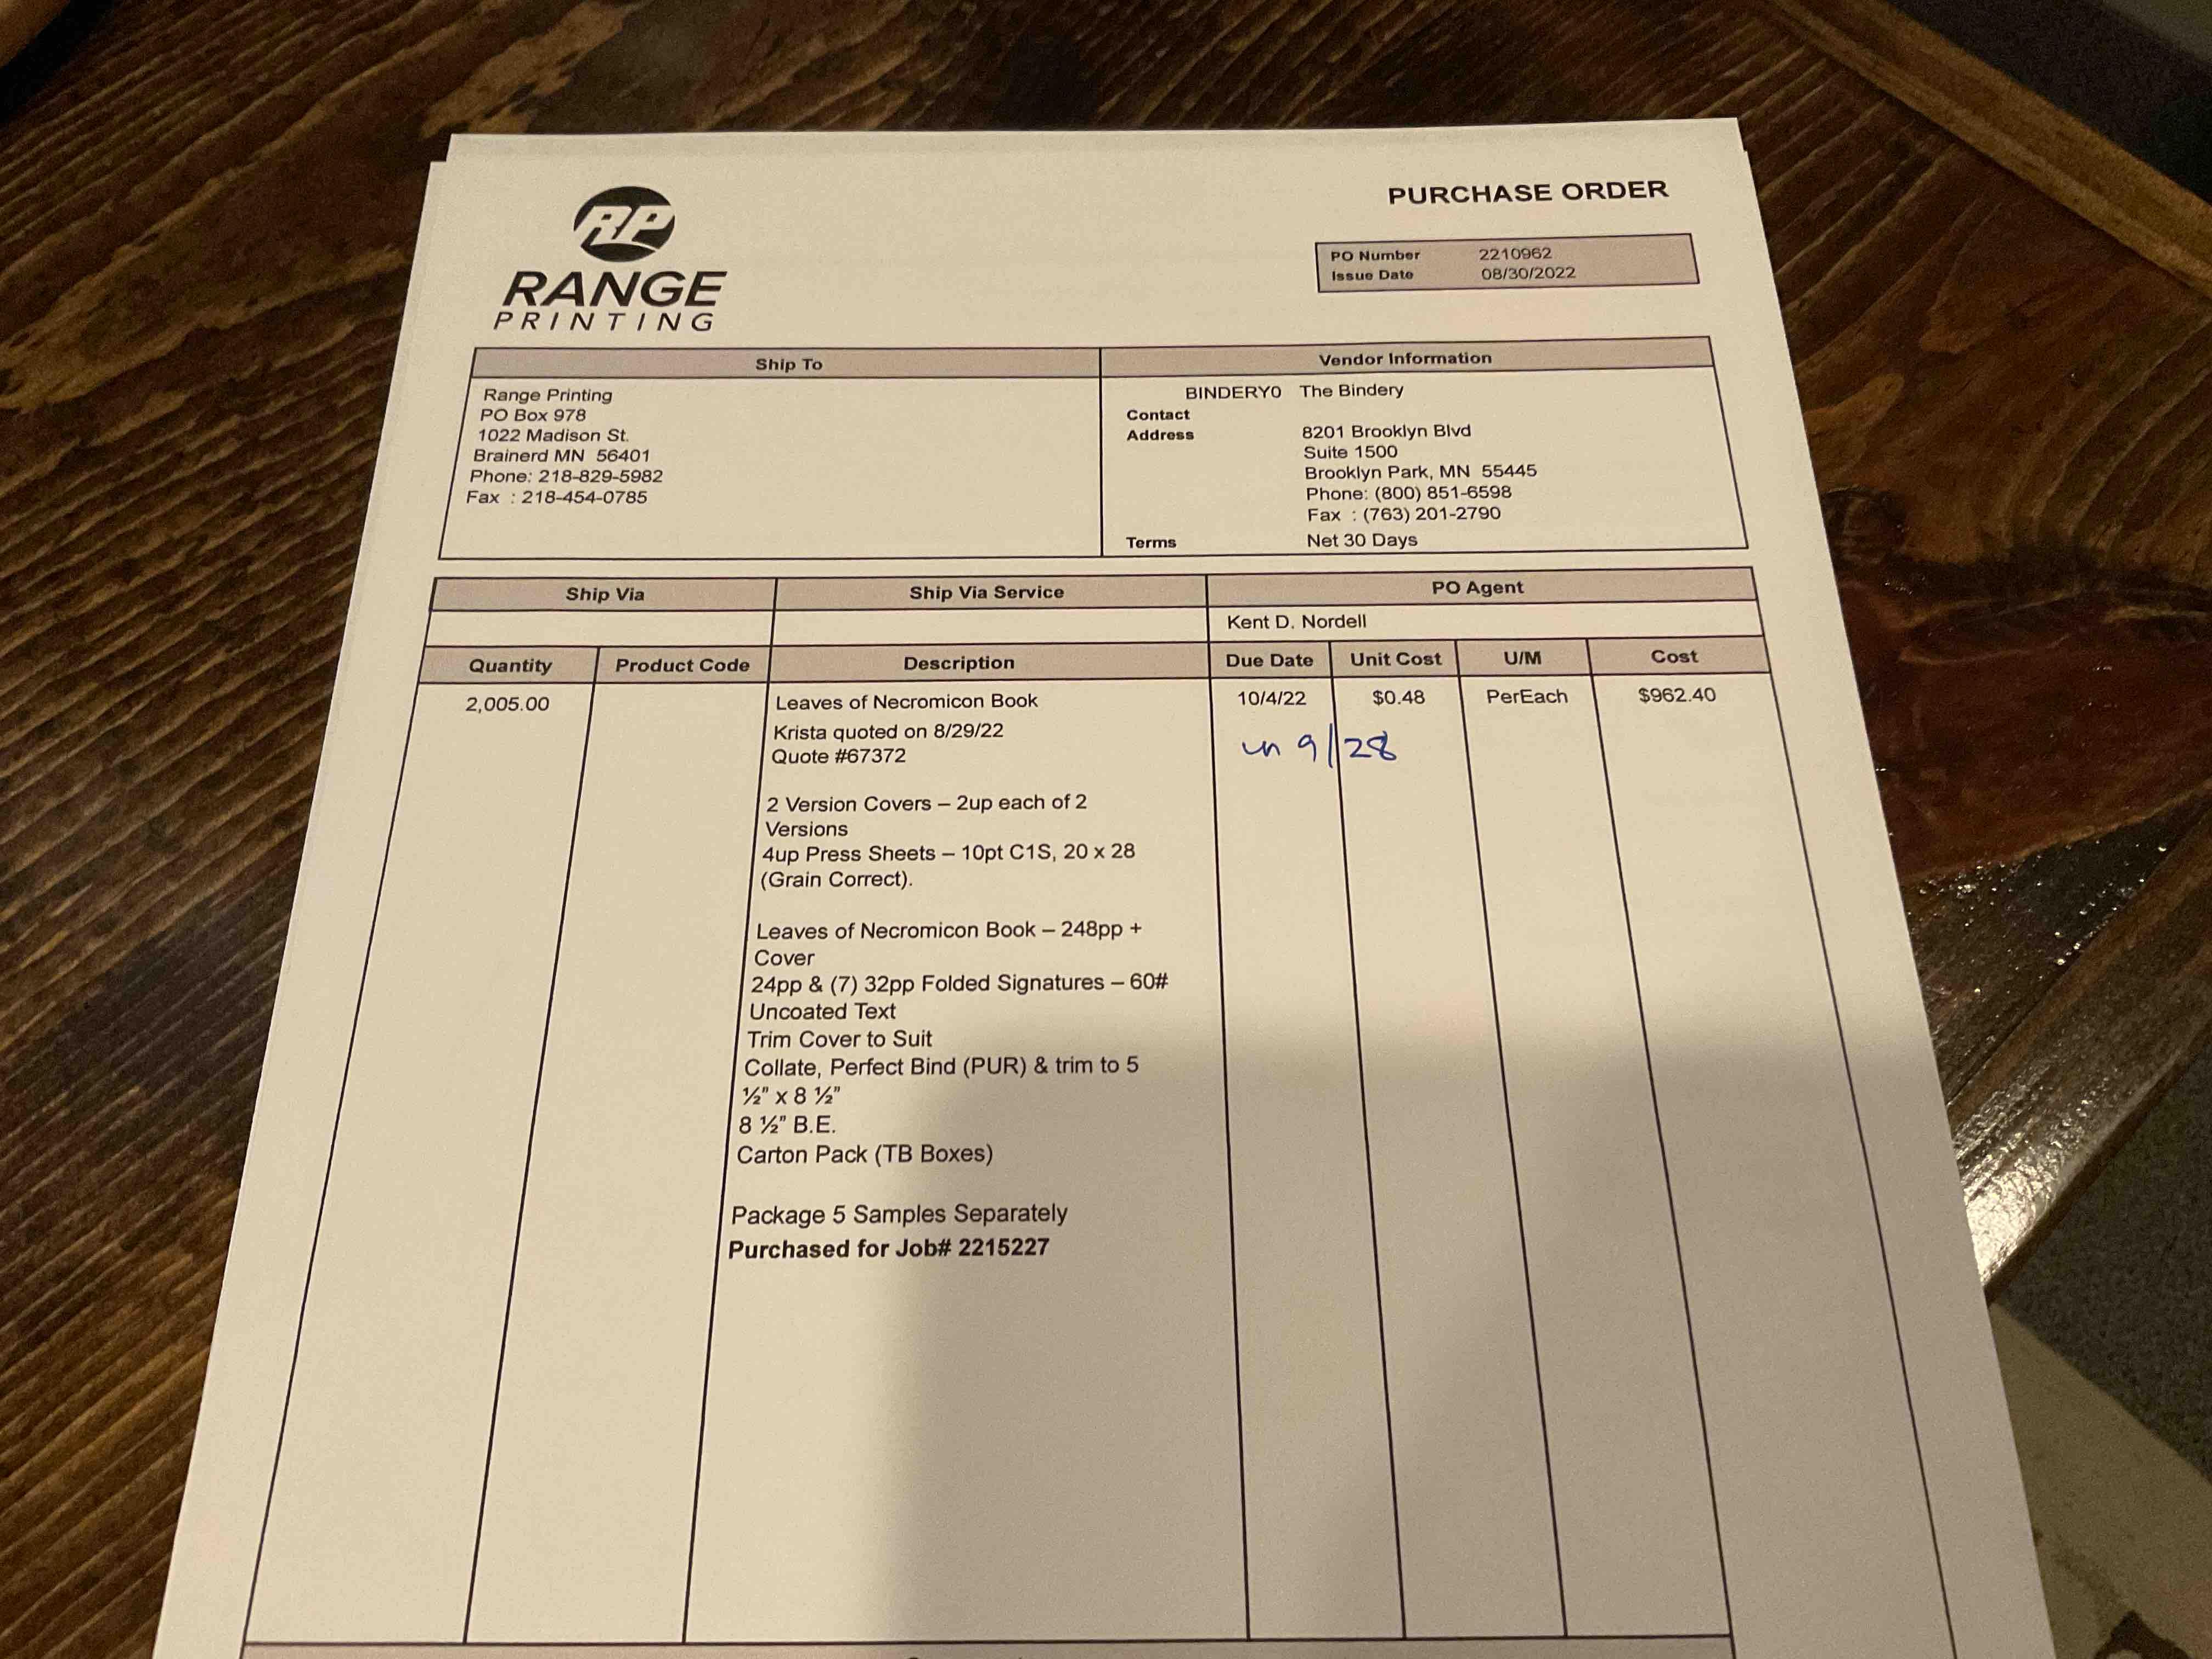 RP
RANGE
PRINTING
PURCHASE ORDER
PO Number 2210962
Issue Date 08/30/2022
Ship To
Range Printing
PO Box 978
1022 Madison St.
Brainerd MN 56401
Phone: 218-829-5982
Fax : 218-454-0785
Vendor Information
BINDERY0 The Bindery
Contact
Address 8201 Brooklyn Blvd
Suite 1500
Brooklyn Park, MN 55445
Phone: (800) 851-6598
Fax : (763) 201-2790
Terms Net 30 Days
Ship Via Ship Via Service PO Agent
Kent D. Nordell
Quantity Product Code Description Due Date Unit Cost U/M Cost
2,005.00 Leaves of Necromicon Book 10/4/22 $0.48 PerEach $962.40
Krista quoted on 8/29/22
Quote #67372
9/28
2 Version Covers – 2up each of 2
Versions
4up Press Sheets – 10pt C1S, 20 x 28
(Grain Correct).
Leaves of Necromicon Book – 248pp +
Cover
24pp & (7) 32pp Folded Signatures – 60#
Uncoated Text
Trim Cover to Suit
Collate, Perfect Bind (PUR) & trim to 5
½” x 8 ½”
8 ½” B.E.
Carton Pack (TB Boxes)
Package 5 Samples Separately
Purchased for Job# 2215227